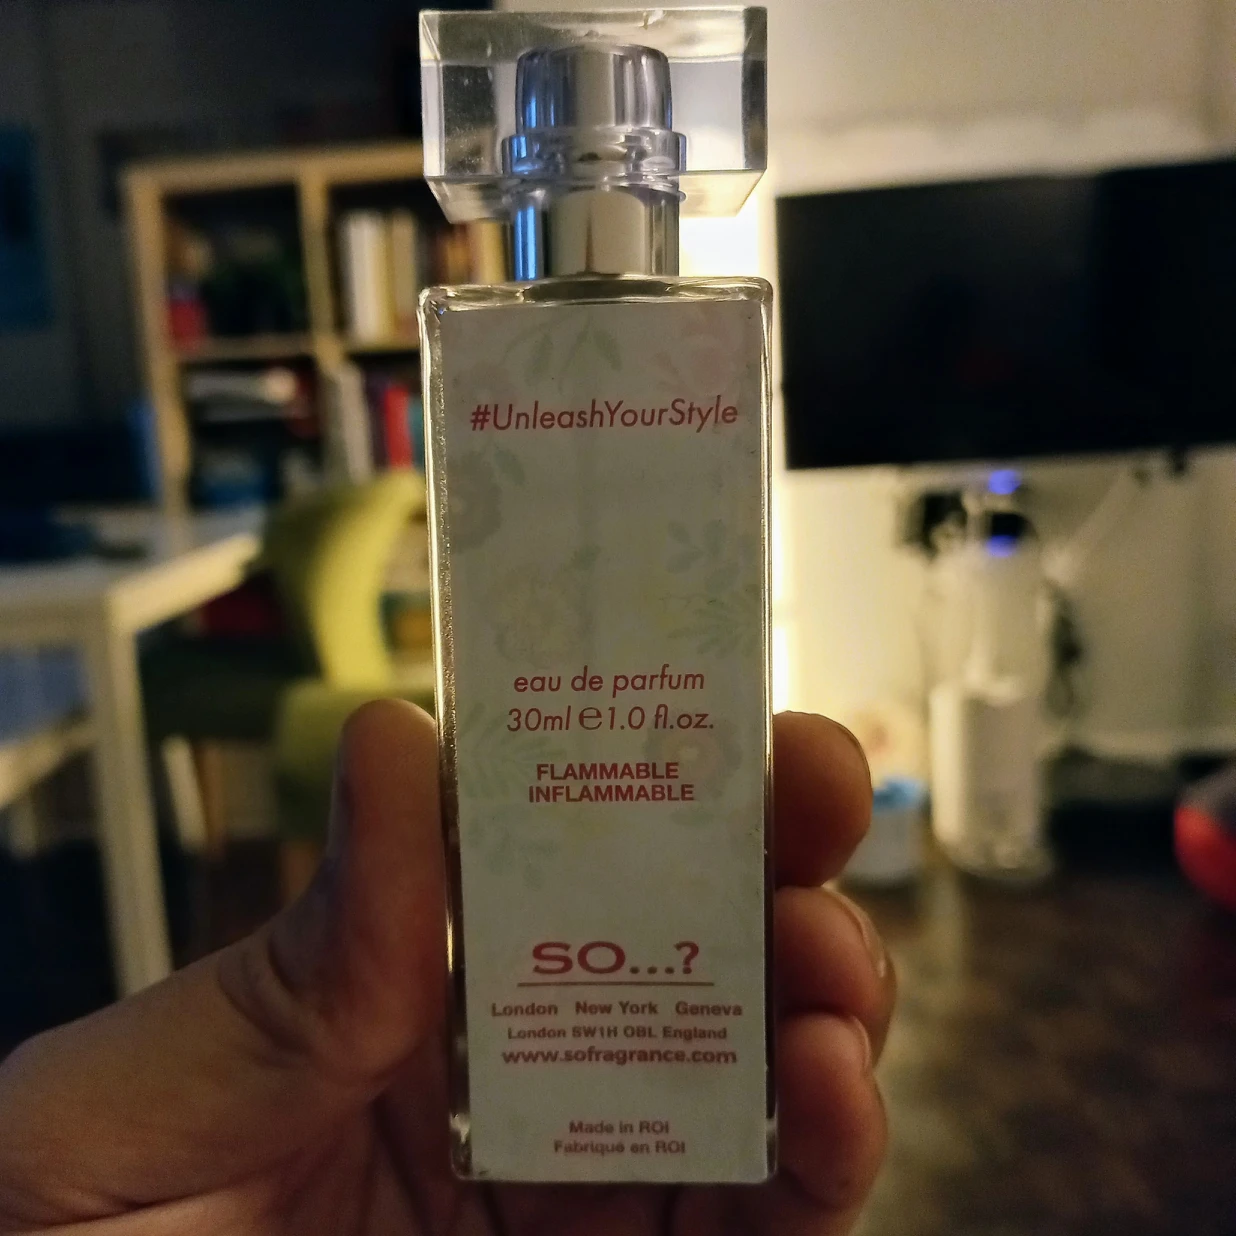 #UnleashYourStyle
eau de parfum
30ml ℮ 1.0 fl.oz.
FLAMMABLE
INFLAMMABLE
SO...?
London New York Geneva
London SW1H OBL England
www.sofragrance.com
Made in ROI
Fabriqué en ROI